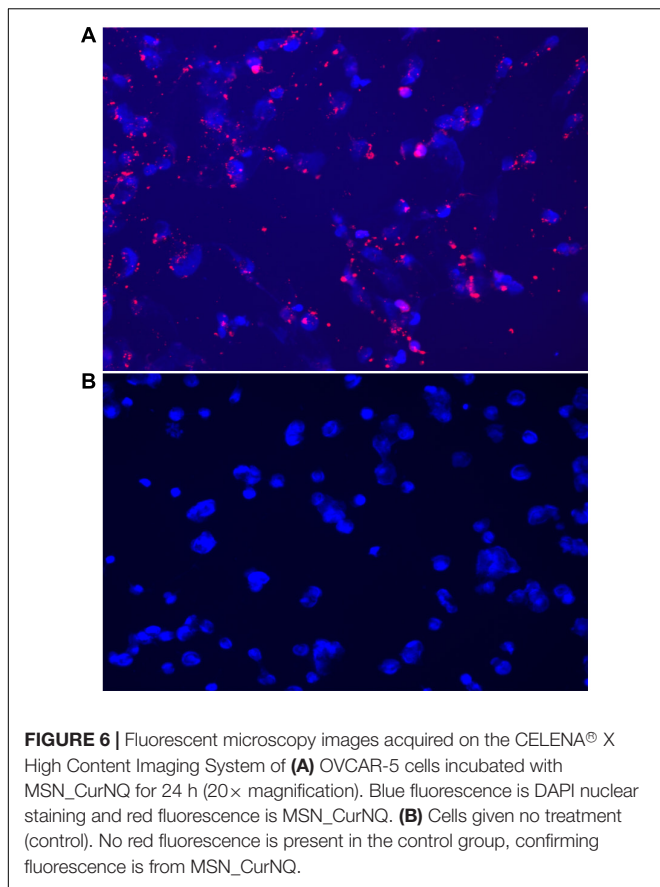 A
B
FIGURE 6 | Fluorescent microscopy images acquired on the CELENA® X
High Content Imaging System of (A) OVCAR-5 cells incubated with
MSN_CurNQ for 24 h (20× magnification). Blue fluorescence is DAPI nuclear
staining and red fluorescence is MSN_CurNQ. (B) Cells given no treatment
(control). No red fluorescence is present in the control group, confirming
fluorescence is from MSN_CurNQ.